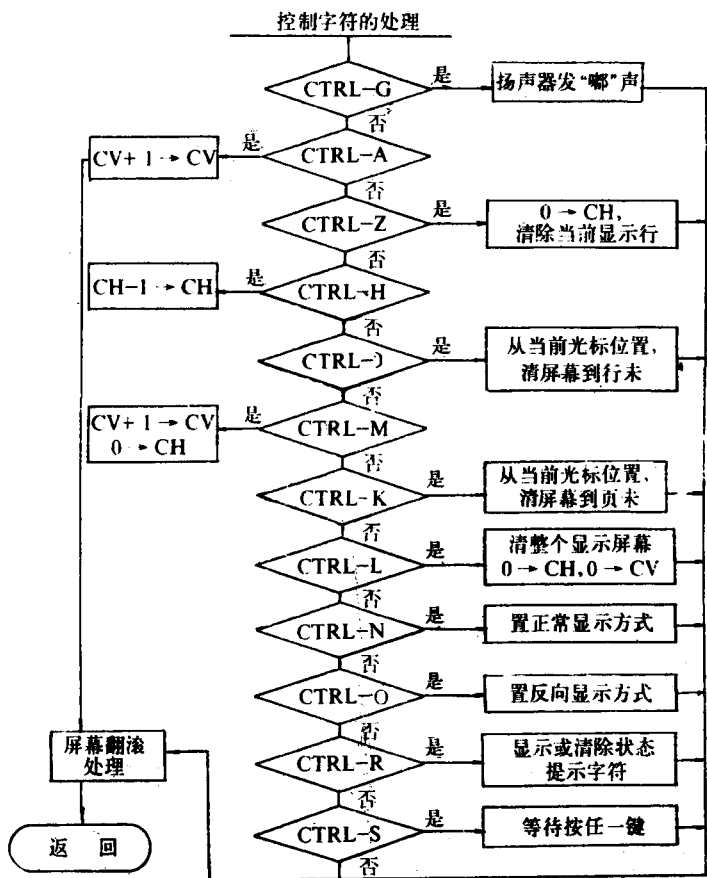 控制字符的处理
CTRL-G
是
扬声器发“嘟”声
否
CV+1→CV
是
CTRL-A
否
CTRL-Z
是
0→CH,
清除当前显示行
否
CH-1→CH
是
CTRL-H
否
是
从当前光标位置,
清屏幕到行未
否
CV+1→CV
0→CH
是
CTRL-M
否
CTRL-K
是
从当前光标位置,
清屏幕到页未
否
CTRL-L
是
清整个显示屏幕
0→CH,0→CV
否
CTRL-N
是
置正常显示方式
否
CTRL-O
是
置反向显示方式
否
屏幕翻滚
处理
CTRL-R
是
显示或清除状态
提示字符
否
CTRL-S
是
等待按任一键
否
返 回